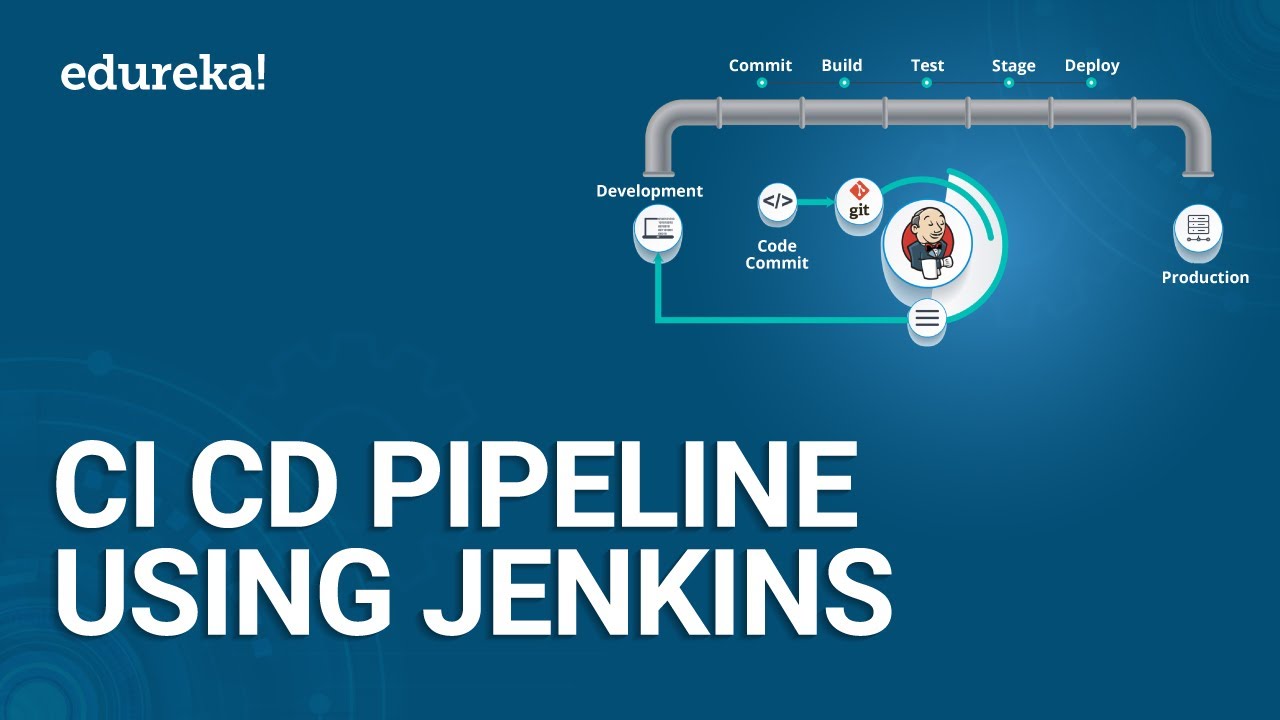 edureka!
Commit Build Test Stage Deploy
Development
</>
git
Code
Commit
Production
CI CD PIPELINE
USING JENKINS